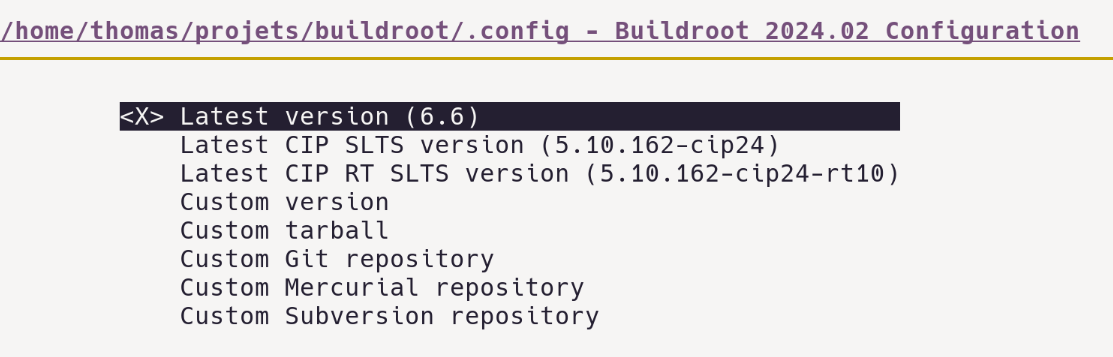 /home/thomas/projets/buildroot/.config - Buildroot 2024.02 Configuration
<X> Latest version (6.6)
Latest CIP SLTS version (5.10.162-cip24)
Latest CIP RT SLTS version (5.10.162-cip24-rt10)
Custom version
Custom tarball
Custom Git repository
Custom Mercurial repository
Custom Subversion repository